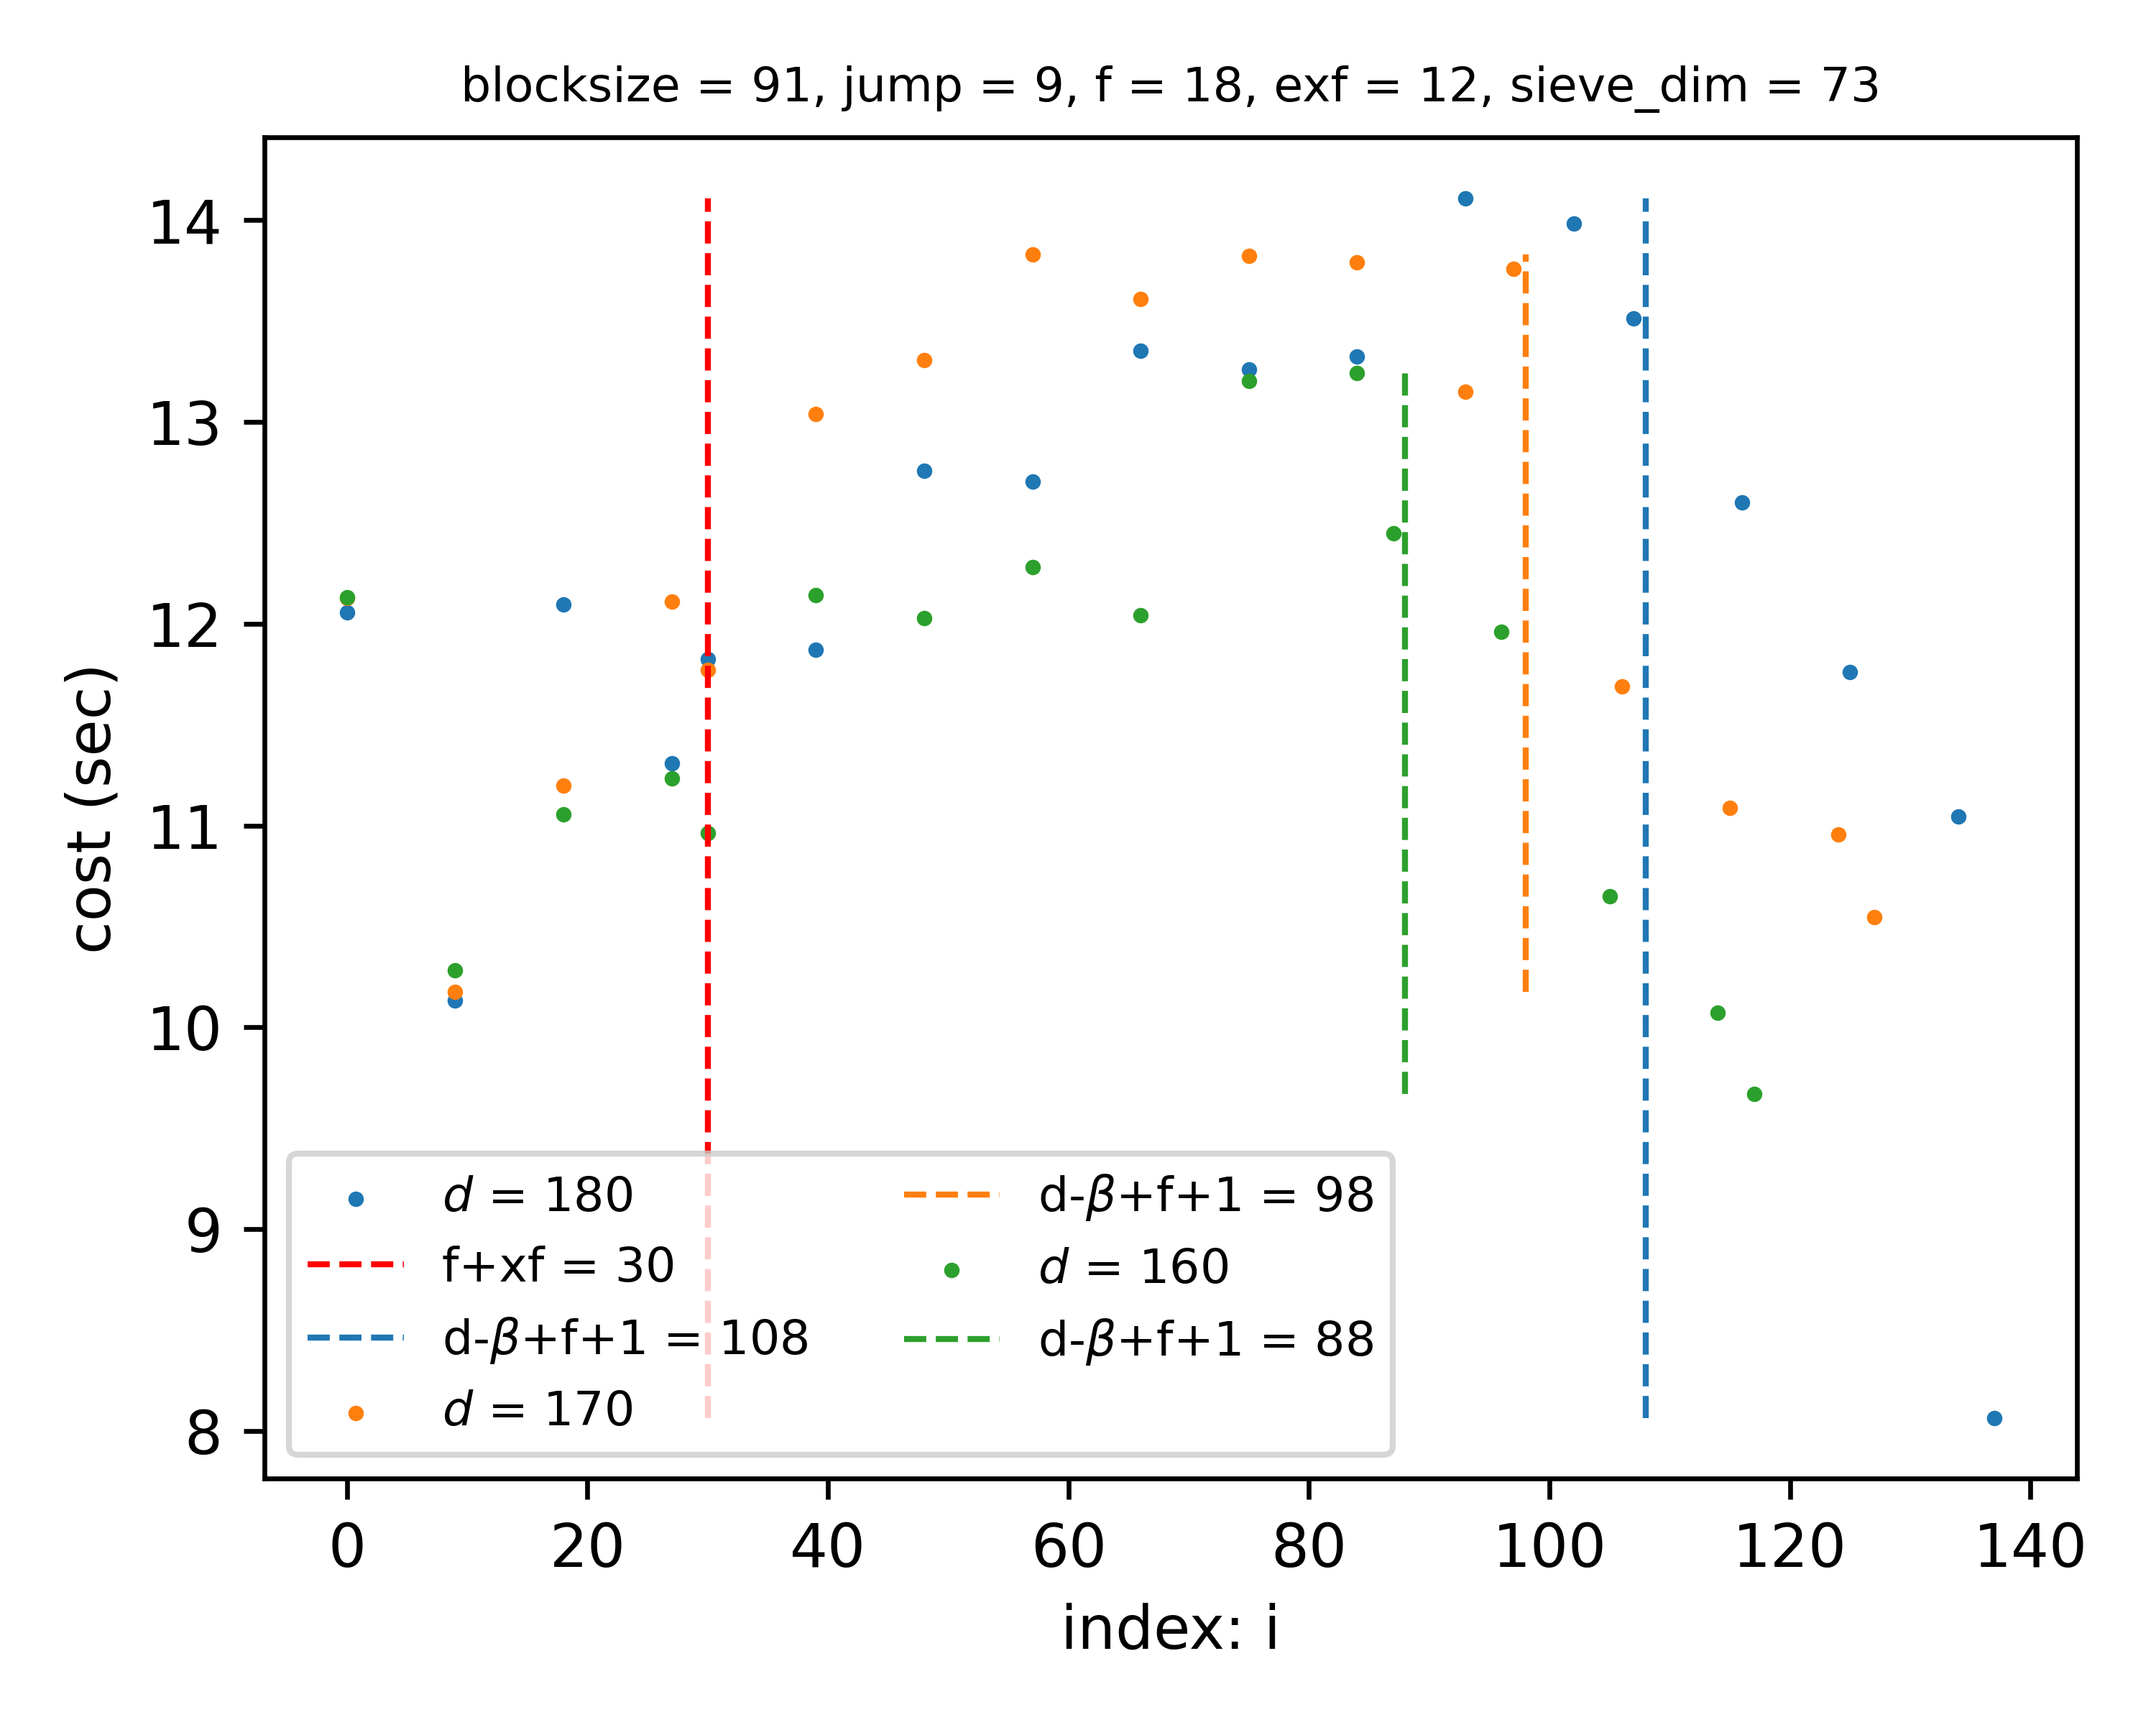 blocksize = 91, jump = 9, f = 18, exf = 12, sieve_dim = 73
14
13
12
11
10
9
8
cost (sec)
d = 180
f+xf = 30
d-β+f+1 = 108
d = 170
d-β+f+1 = 98
d = 160
d-β+f+1 = 88
0 20 40 60 80 100 120 140
index: i